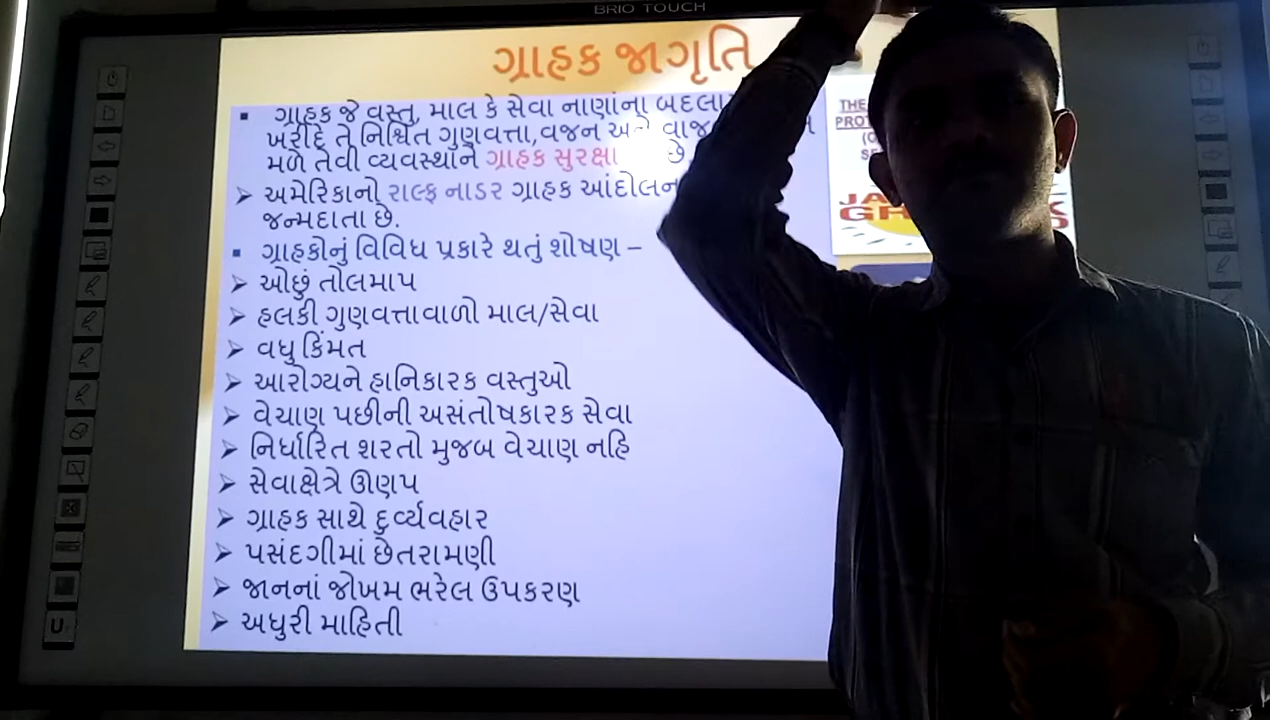 BRIO TOUCH
ગ્રાહક જાગૃતિ
ગ્રાહક જે વસ્તુ, માલ કે સેવા નાણાંના
ખરીદે તે નિશ્ચિત ગુણવત્તા, વજન
મળે તેવી વ્યવસ્થાને ગ્રાહક સુરક્ષા છે.
અમેરિકાનો રાલ્ફ નાડર ગ્રાહક
જન્મદાતા છે.
ગ્રાહકોનું વિવિધ પ્રકારે થતું શોષણ –
ઓછું તોલમાપ
હલકી ગુણવત્તાવાળો માલ/સેવા
વધુ કિંમત
આરોગ્યને હાનિકારક વસ્તુઓ
વેચાણ પછીની અસંતોષકારક સેવા
નિર્ધારિત શરતો મુજબ વેચાણ નહિ
સેવાક્ષેત્રે ઊણપ
ગ્રાહક સાથે દુર્વ્યવહાર
પસંદગીમાં છેતરામણી
જાનનાં જોખમ ભરેલ ઉપકરણ
અધુરી માહિતી
THE